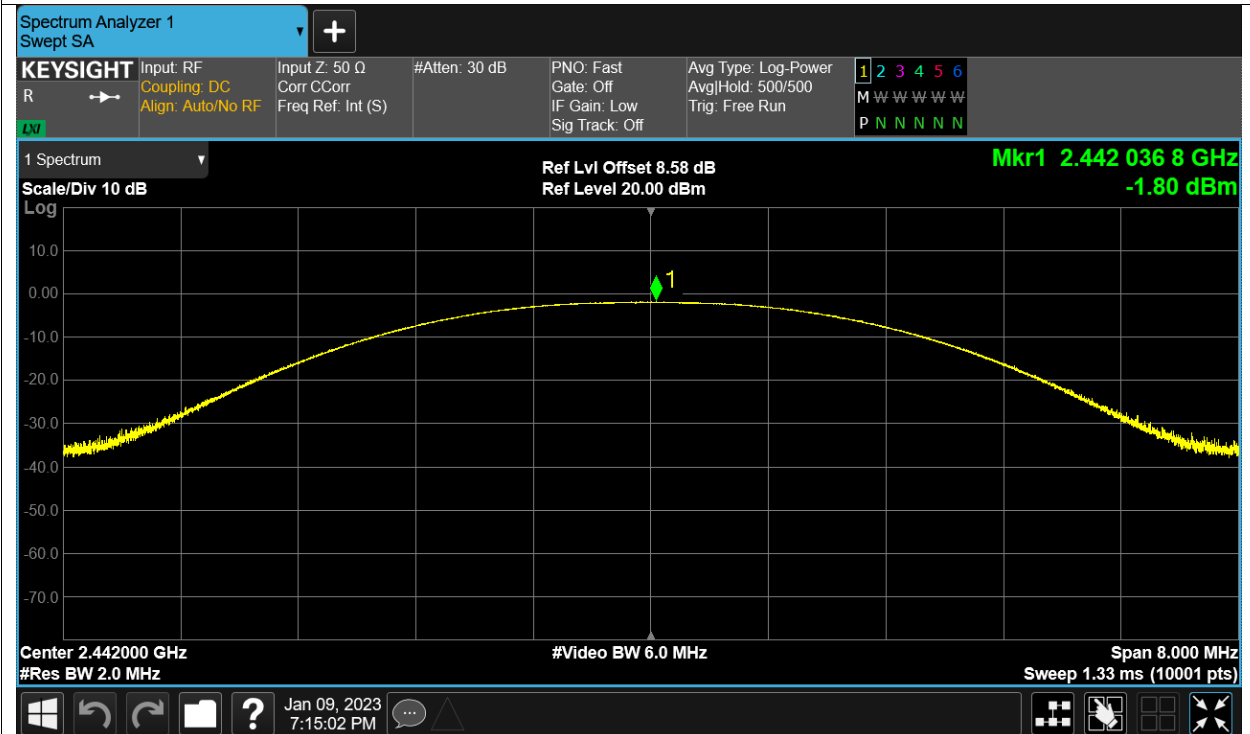 Spectrum Analyzer 1
Swept SA
+
KEYSIGHT
R
LXI
Input: RF
Coupling: DC
Align: Auto/No RF
Input Z: 50 Ω
Corr CCorr
Freq Ref: Int (S)
#Atten: 30 dB
PNO: Fast
Gate: Off
IF Gain: Low
Sig Track: Off
Avg Type: Log-Power
Avg|Hold: 500/500
Trig: Free Run
1 2 3 4 5 6
M W W W W W
P N N N N N
1 Spectrum
Scale/Div 10 dB
Log
Ref Lvl Offset 8.58 dB
Ref Level 20.00 dBm
Mkr1 2.442 036 8 GHz
-1.80 dBm
1
10.0
0.00
-10.0
-20.0
-30.0
-40.0
-50.0
-60.0
-70.0
Center 2.442000 GHz
#Res BW 2.0 MHz
#Video BW 6.0 MHz
Span 8.000 MHz
Sweep 1.33 ms (10001 pts)
?
Jan 09, 2023
7:15:02 PM